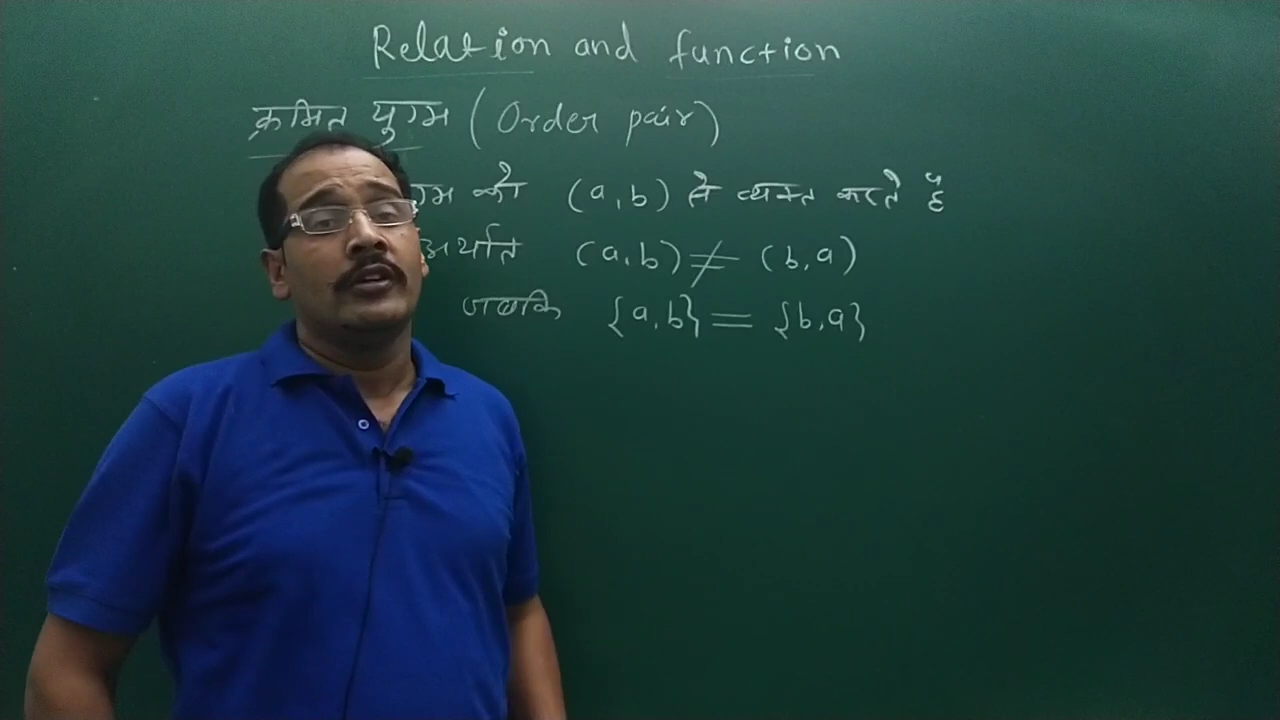 Relation and function
क्रमित युग्म (Order pair)
को (a,b) से व्यक्त करते हैं
अर्थात (a,b) ≠ (b,a)
जबकि {a,b} = {b,a}